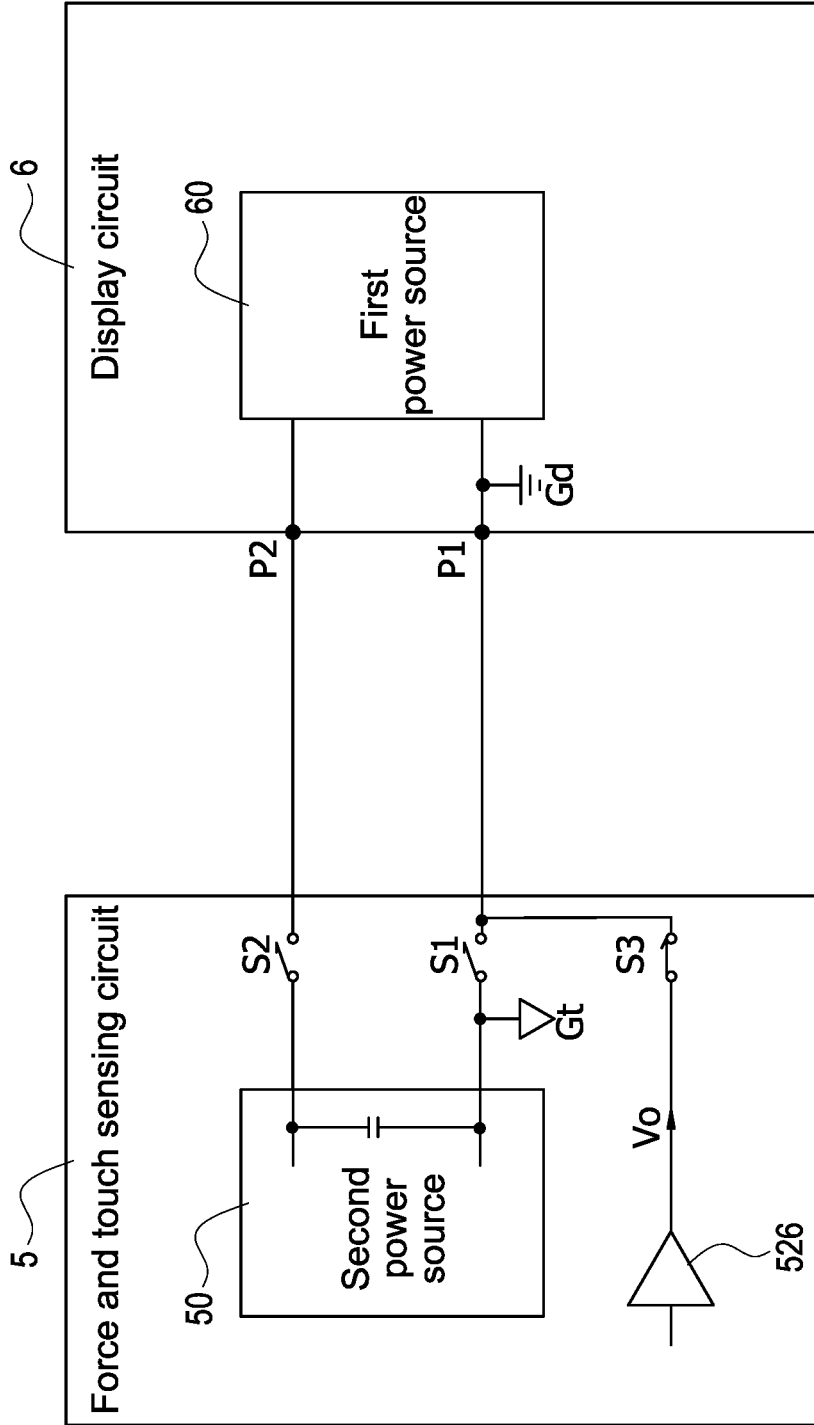 5
Force and touch sensing circuit
50
Second
power
source
S2
S1
Gt
Vo
S3
526
P2
P1
6
Display circuit
60
First
power source
Gd